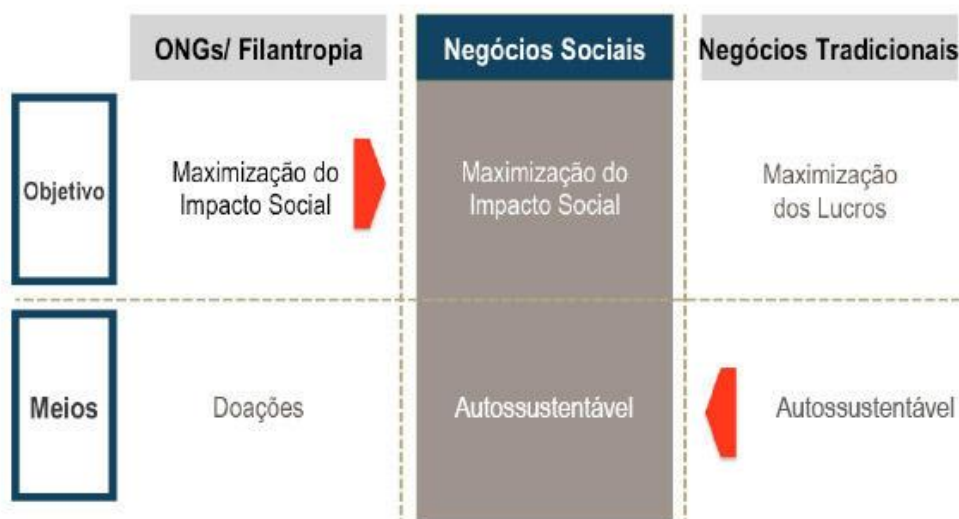 ONGs/ Filantropia
Negócios Sociais
Negócios Tradicionais
Objetivo
Maximização do
Impacto Social
Maximização do
Impacto Social
Maximização
dos Lucros
Meios
Doações
Autossustentável
Autossustentável